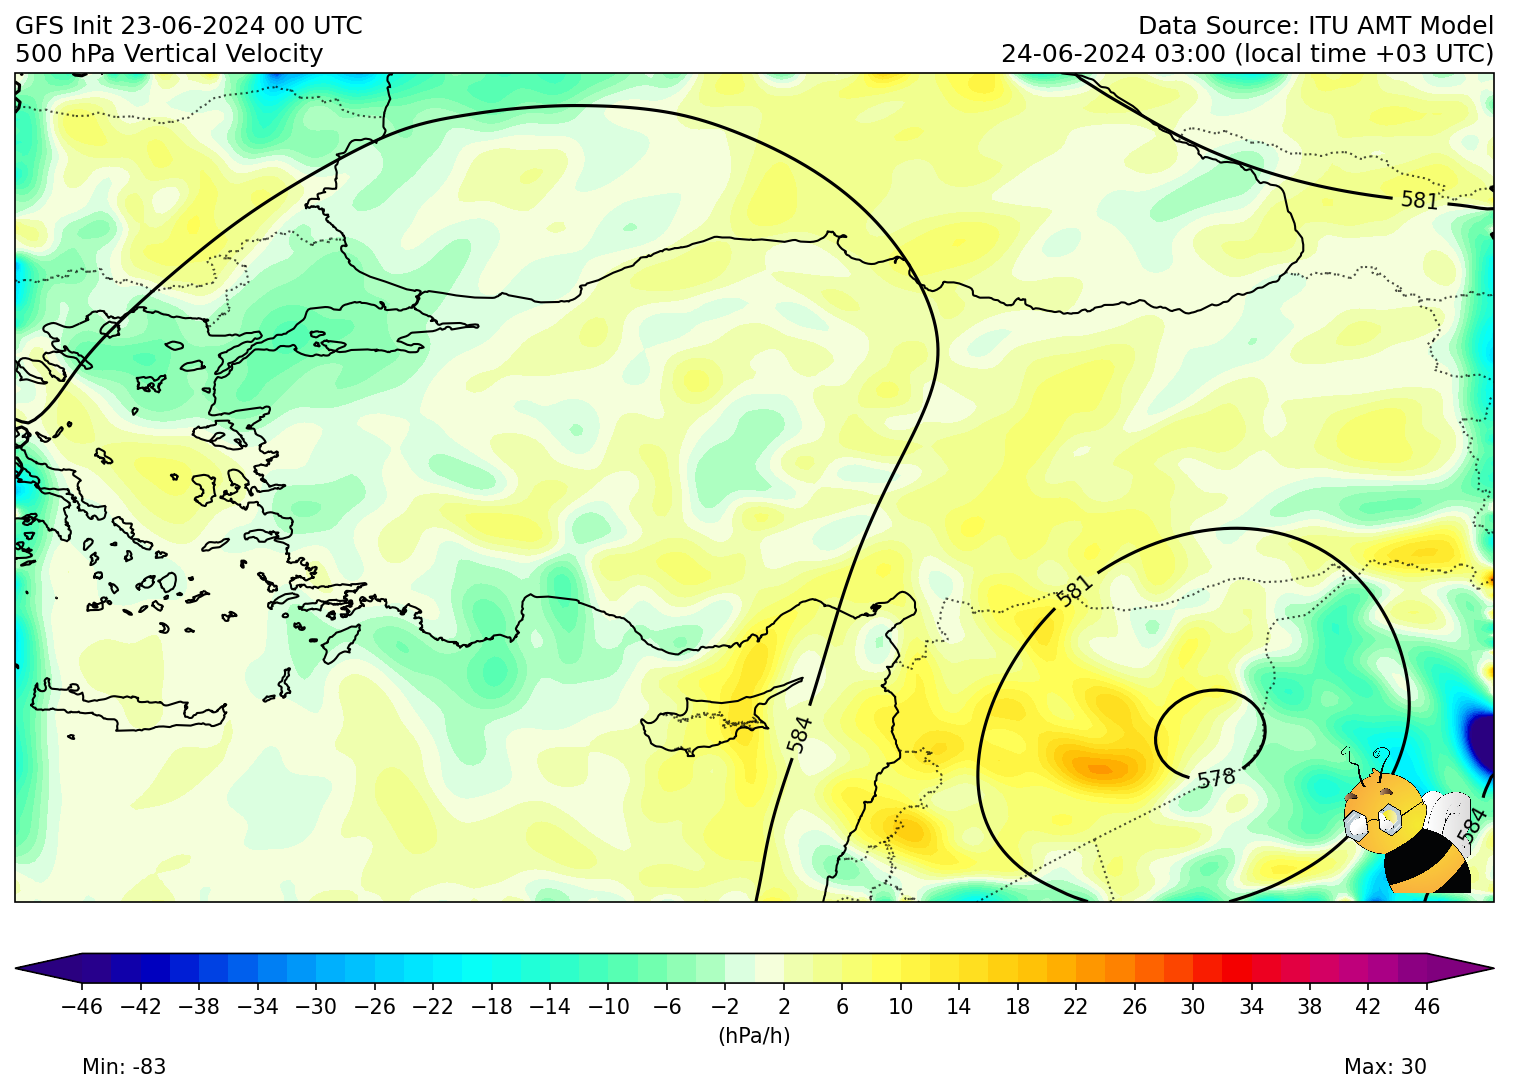 GFS Init 23-06-2024 00 UTC
Data Source: ITU AMT Model
500 hPa Vertical Velocity
24-06-2024 03:00 (local time +03 UTC)
581
581
584
578
584
−46 −42 −38 −34 −30 −26 −22 −18 −14 −10 −6 −2 2 6 10 14 18 22 26 30 34 38 42 46
(hPa/h)
Min: -83
Max: 30